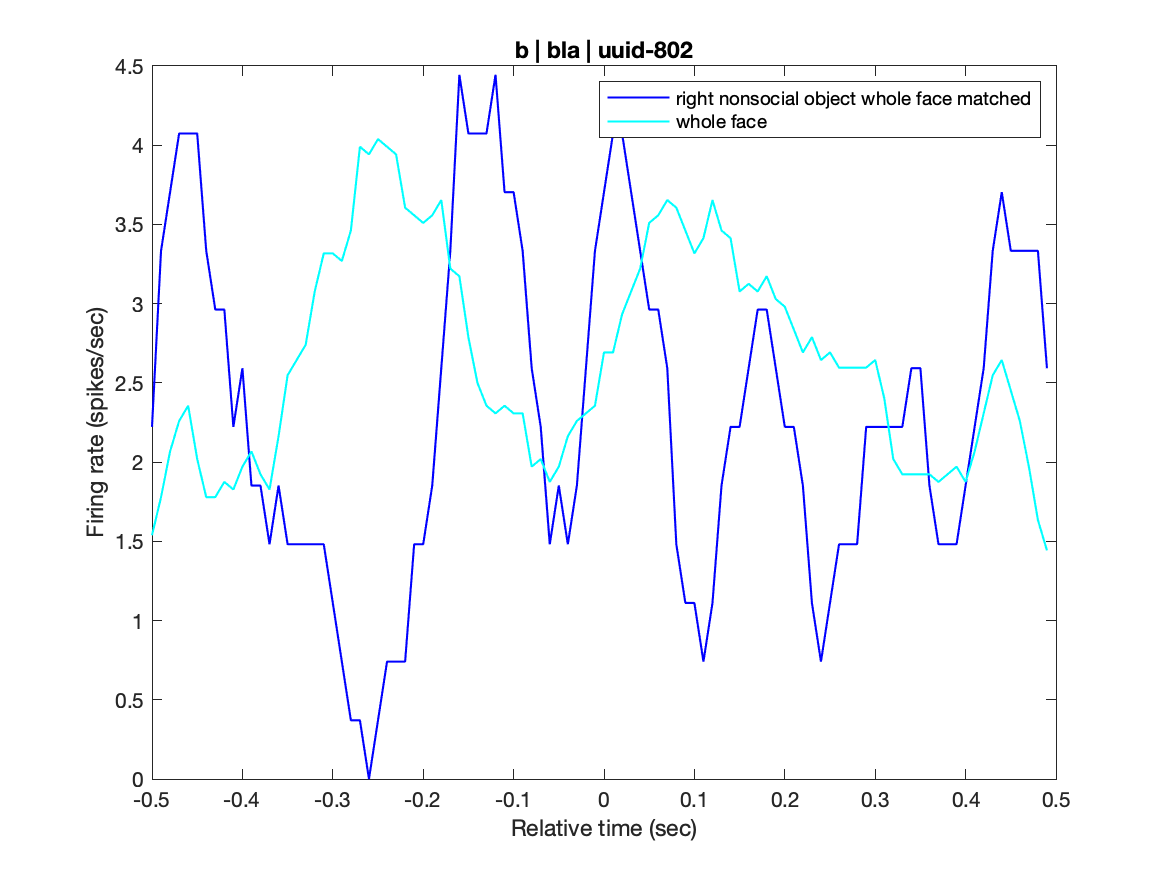 b | bla | uuid-802
right nonsocial object whole face matched
whole face
Firing rate (spikes/sec)
4.5
4
3.5
3
2.5
2
1.5
1
0.5
0
-0.5 -0.4 -0.3 -0.2 -0.1 0 0.1 0.2 0.3 0.4 0.5
Relative time (sec)